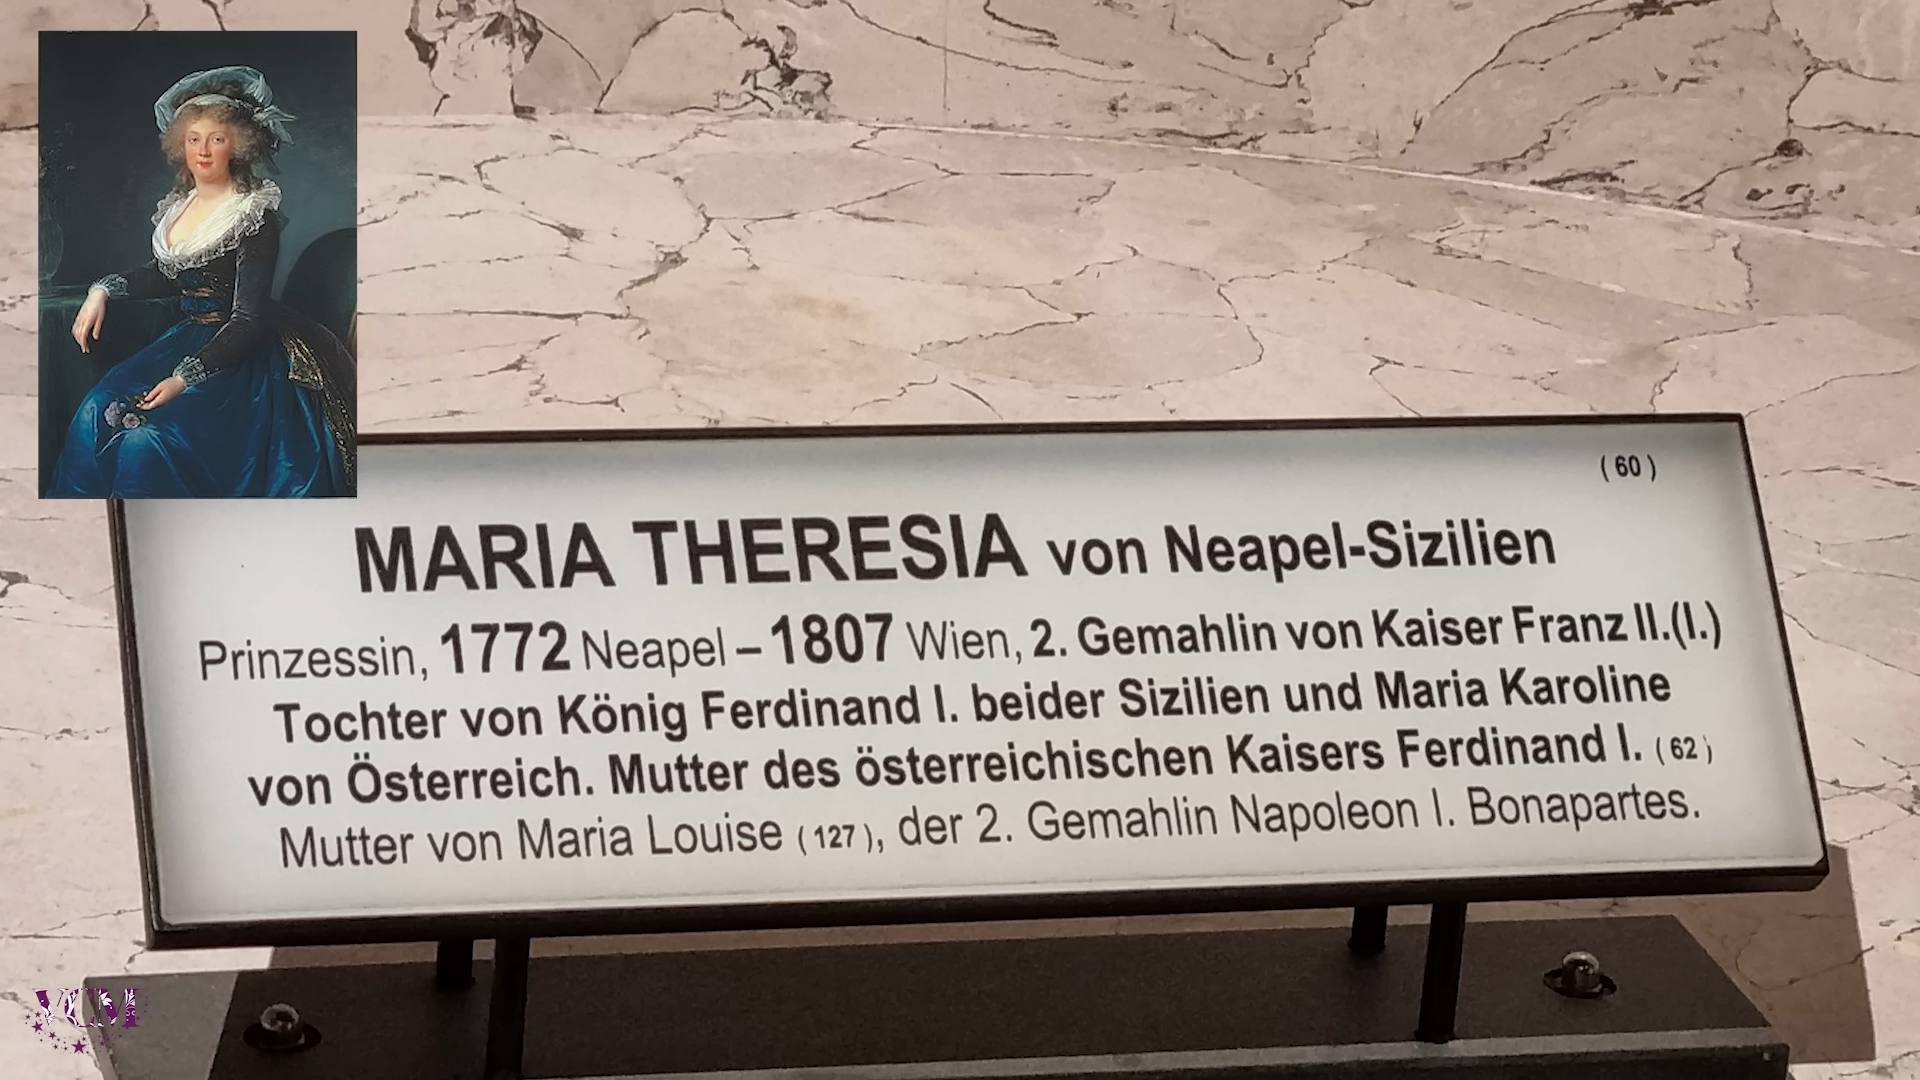 ( 60 )
MARIA THERESIA von Neapel-Sizilien
Prinzessin, 1772 Neapel – 1807 Wien, 2. Gemahlin von Kaiser Franz II.(I.)
Tochter von König Ferdinand I. beider Sizilien und Maria Karoline
von Österreich. Mutter des österreichischen Kaisers Ferdinand I. ( 62 )
Mutter von Maria Louise ( 127 ), der 2. Gemahlin Napoleon I. Bonapartes.